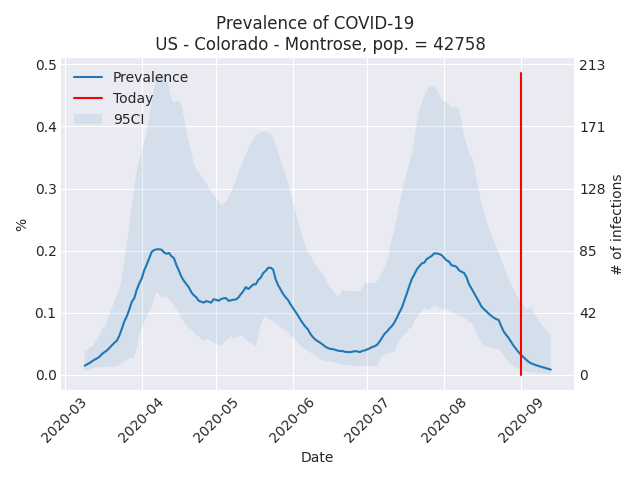 Prevalence of COVID-19
US - Colorado - Montrose, pop. = 42758
Prevalence
Today
95CI
0.5
0.4
0.3
0.2
0.1
0.0
%
213
171
128
85
42
0
# of infections
2020-03
2020-04
2020-05
2020-06
2020-07
2020-08
2020-09
Date